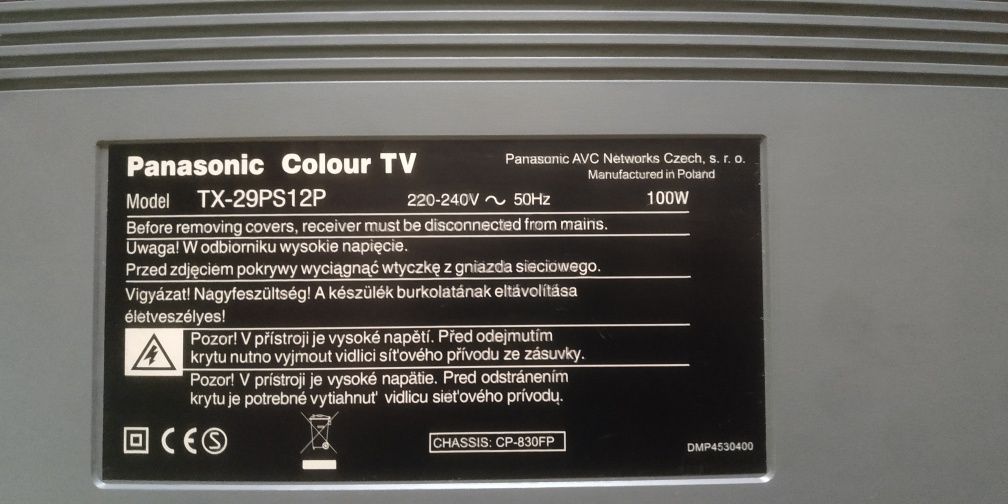 Panasonic Colour TV
Panasonic AVC Networks Czech, s. r. o.
Manufactured in Poland
Model TX-29PS12P 220-240V ~ 50Hz 100W
Before removing covers, receiver must be disconnected from mains.
Uwaga! W odbiorniku wysokie napięcie.
Przed zdjęciem pokrywy wyciągnąć wtyczkę z gniazda sieciowego.
Vigyázat! Nagyfeszültség! A készülék burkolatának eltávolítása
életveszélyes!
Pozor! V přístroji je vysoké napětí. Před odejmutím
krytu nutno vyjmout vidlici síťového přívodu ze zásuvky.
Pozor! V prístroji je vysoké napätie. Pred odstránením
krytu je potrebné vytiahnuť vidlicu sieťového prívodu.
CE S
CHASSIS: CP-830FP
DMP4530400